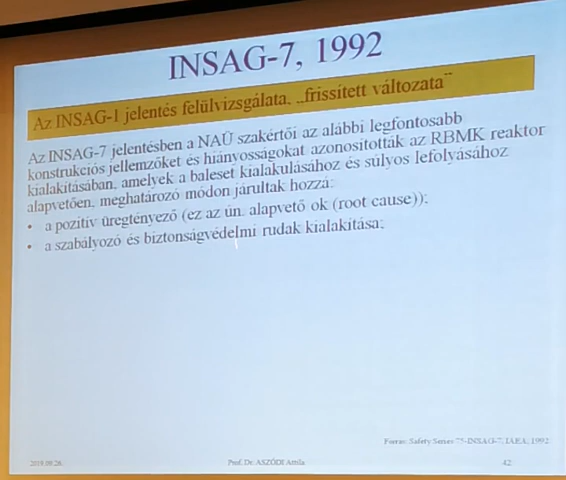 INSAG-7, 1992
Az INSAG-1 jelentés felülvizsgálata, „frissített változata”
Az INSAG-7 jelentésben a NAÜ szakértői az alábbi legfontosabb
konstrukciós jellemzőket és hiányosságokat azonosították az RBMK reaktor
kialakításában, amelyek a baleset kialakulásához és súlyos lefolyásához
alapvetően, meghatározó módon járultak hozzá:
• a pozitív üregtényező (ez az ún. alapvető ok (root cause));
• a szabályozó és biztonságvédelmi rudak kialakítása;
Forrás: Safety Series 75-INSAG-7, IAEA, 1992
2019.09.26. Prof. Dr. ASZÓDI Attila 42